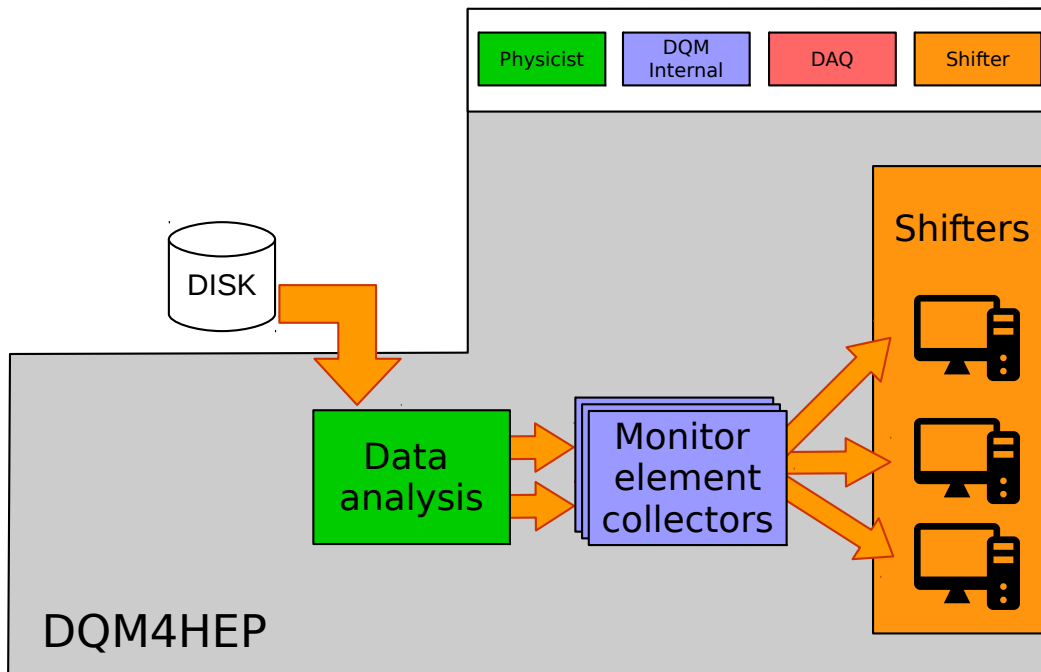 Physicist
DQM
Internal
DAQ
Shifter
Shifters
DISK
Data
analysis
Monitor
element
collectors
DQM4HEP